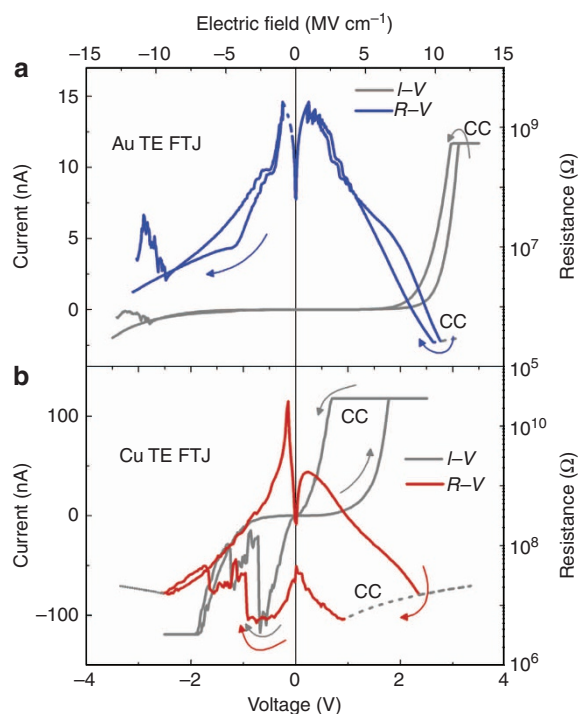 Electric field (MV cm⁻¹)
−15 −10 −5 0 5 10 15
a
Au TE FTJ
I–V
R–V
CC
CC
15
10
5
0
Current (nA)
10⁹
10⁷
10⁵
Resistance (Ω)
b
Cu TE FTJ
CC
I–V
R–V
CC
100
0
−100
Current (nA)
10¹⁰
10⁸
10⁶
Resistance (Ω)
−4 −2 0 2 4
Voltage (V)